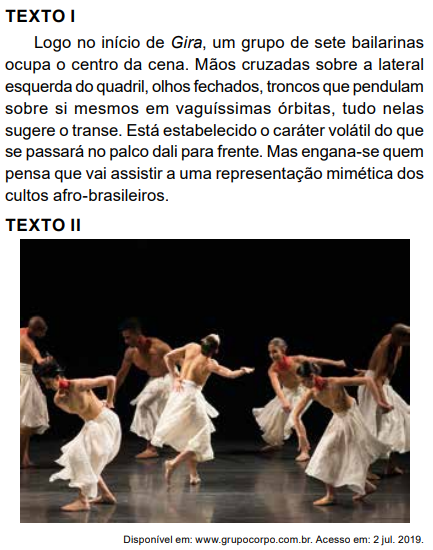 TEXTO I
Logo no início de Gira, um grupo de sete bailarinas
ocupa o centro da cena. Mãos cruzadas sobre a lateral
esquerda do quadril, olhos fechados, troncos que pendulam
sobre si mesmos em vaguíssimas órbitas, tudo nelas
sugere o transe. Está estabelecido o caráter volátil do que
se passará no palco dali para frente. Mas engana-se quem
pensa que vai assistir a uma representação mimética dos
cultos afro-brasileiros.
TEXTO II
Disponível em: www.grupocorpo.com.br. Acesso em: 2 jul. 2019.